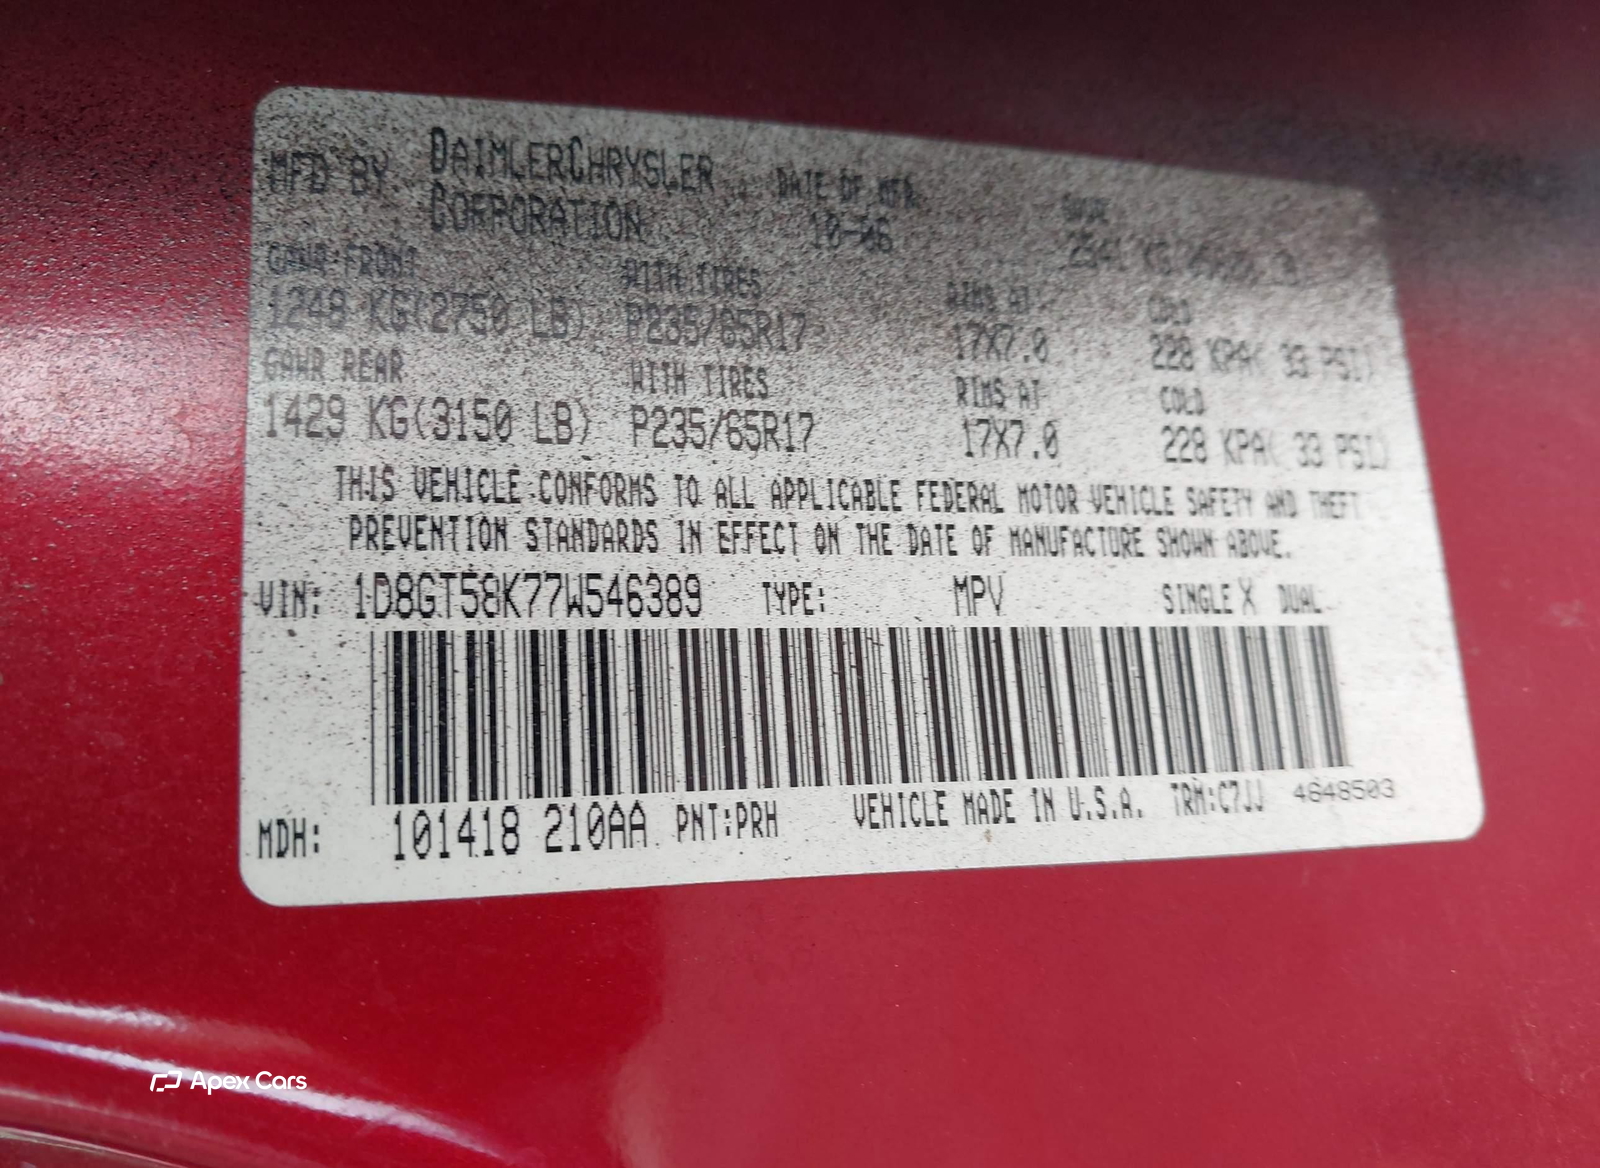 MFD BY DAIMLERCHRYSLER CORPORATION DATE OF MFR. 10-06 GVWR 2541 KG LB
GAWR FRONT WITH TIRES RIMS AT COLD
1248 KG(2750 LB) P235/65R17 17X7.0 228 KPA( 33 PSI)
GAWR REAR WITH TIRES RIMS AT COLD
1429 KG(3150 LB) P235/65R17 17X7.0 228 KPA( 33 PSI)
THIS VEHICLE CONFORMS TO ALL APPLICABLE FEDERAL MOTOR VEHICLE SAFETY AND THEFT
PREVENTION STANDARDS IN EFFECT ON THE DATE OF MANUFACTURE SHOWN ABOVE.
VIN: 1D8GT58K77W546389 TYPE: MPV SINGLE X DUAL
MDH: 101418 210AA PNT:PRH VEHICLE MADE IN U.S.A. TRM:C7JJ 4648503
Apex Cars